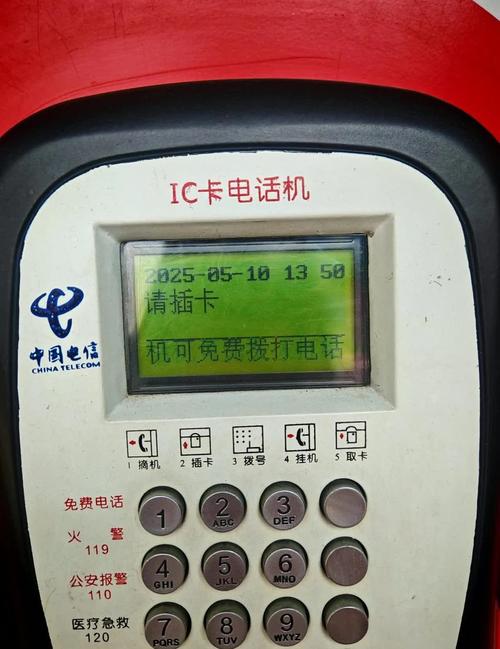 IC卡电话机
2025-05-10 13 50
请插卡
机可免费拨打电话
中国电信
CHINA TELECOM
1 摘机 2 插卡 3 拨号 4 挂机 5 取卡
免费电话
火 警
119
公安报警
110
医疗急救
120
1
2 ABC
3 DEF
4 GHI
5 JKL
6 MNO
7 PQRS
8 TUV
9 WXYZ